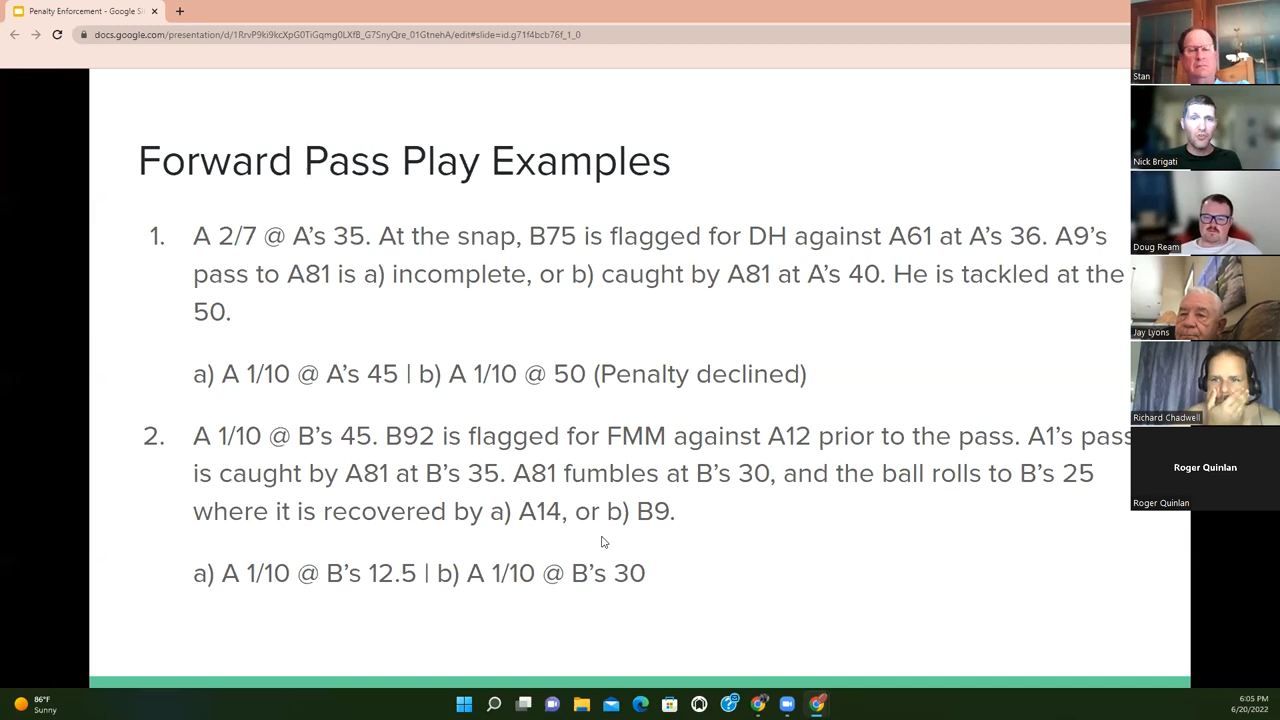 Penalty Enforcement - Google Sl
docs.google.com/presentation/d/1RrvP9ki9kcXpG0TiGqmg0LXfB_G7SnyQre_01GtnehA/edit#slide=id.g71f4bcb76f_1_0
Forward Pass Play Examples
1. A 2/7 @ A’s 35. At the snap, B75 is flagged for DH against A61 at A’s 36. A9’s
pass to A81 is a) incomplete, or b) caught by A81 at A’s 40. He is tackled at the
50.
a) A 1/10 @ A’s 45 | b) A 1/10 @ 50 (Penalty declined)
2. A 1/10 @ B’s 45. B92 is flagged for FMM against A12 prior to the pass. A1’s pass
is caught by A81 at B’s 35. A81 fumbles at B’s 30, and the ball rolls to B’s 25
where it is recovered by a) A14, or b) B9.
a) A 1/10 @ B’s 12.5 | b) A 1/10 @ B’s 30
Stan
Nick Brigati
Doug Ream
Jay Lyons
Richard Chadwell
Roger Quinlan
Roger Quinlan
86°F
Sunny
6:05 PM
6/20/2022